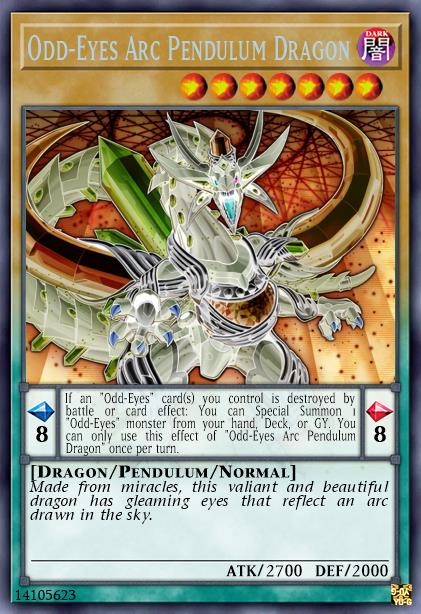 Odd-Eyes Arc Pendulum Dragon
DARK
闇
If an "Odd-Eyes" card(s) you control is destroyed by
battle or card effect: You can Special Summon 1
"Odd-Eyes" monster from your hand, Deck, or GY. You
can only use this effect of "Odd-Eyes Arc Pendulum
Dragon" once per turn.
8
8
[Dragon/Pendulum/Normal]
Made from miracles, this valiant and beautiful
dragon has gleaming eyes that reflect an arc
drawn in the sky.
ATK/2700 DEF/2000
14105623